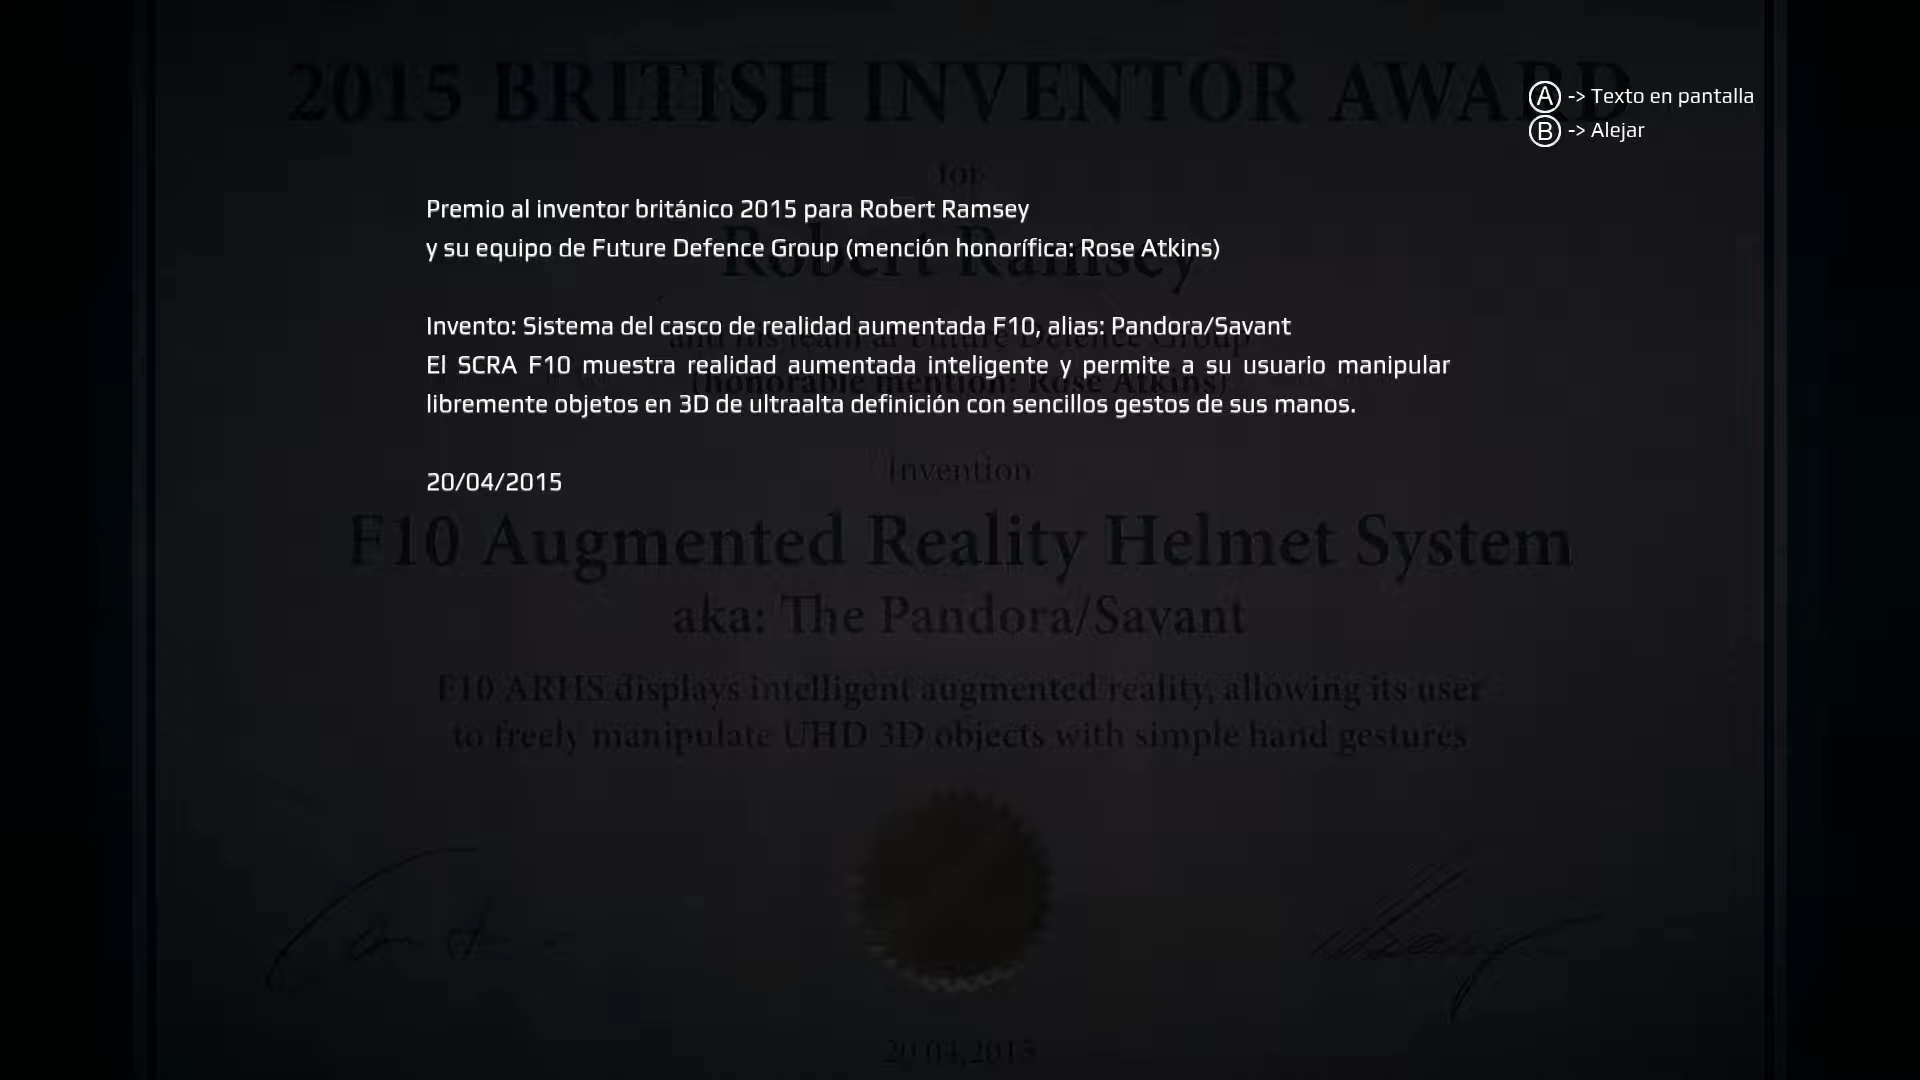 2015 BRITISH INVENTOR AWARD
Ⓐ -> Texto en pantalla
Ⓑ -> Alejar
for
Premio al inventor británico 2015 para Robert Ramsey
y su equipo de Future Defence Group (mención honorífica: Rose Atkins)
Robert Ramsey
Invento: Sistema del casco de realidad aumentada F10, alias: Pandora/Savant
and his team at Future Defence Group
El SCRA F10 muestra realidad aumentada inteligente y permite a su usuario manipular
(honorable mention: Rose Atkins)
libremente objetos en 3D de ultraalta definición con sencillos gestos de sus manos.
Invention
20/04/2015
F10 Augmented Reality Helmet System
aka: The Pandora/Savant
F10 ARHS displays intelligent augmented reality, allowing its user
to freely manipulate UHD 3D objects with simple hand gestures
20.04.2015